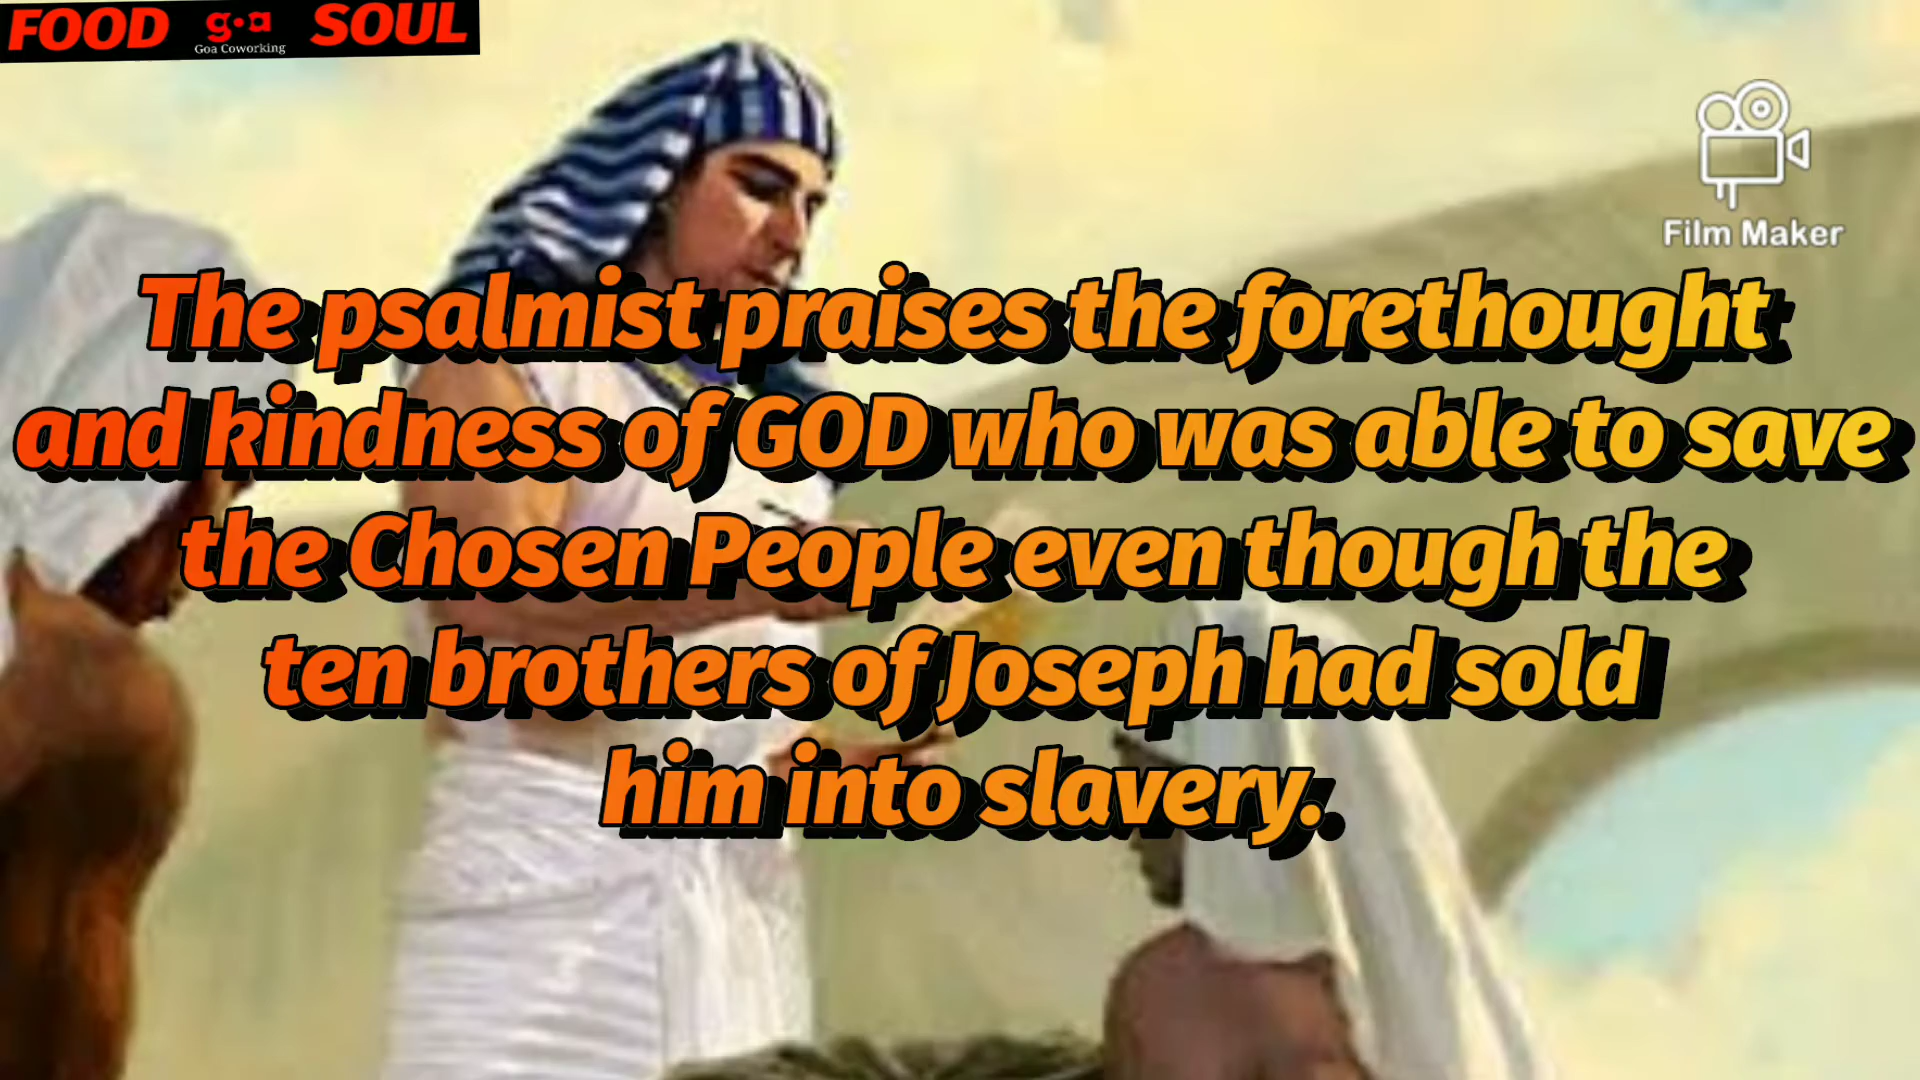 FOOD g•a SOUL
Goa Coworking
Film Maker
The psalmist praises the forethought
and kindness of GOD who was able to save
the Chosen People even though the
ten brothers of Joseph had sold
him into slavery.